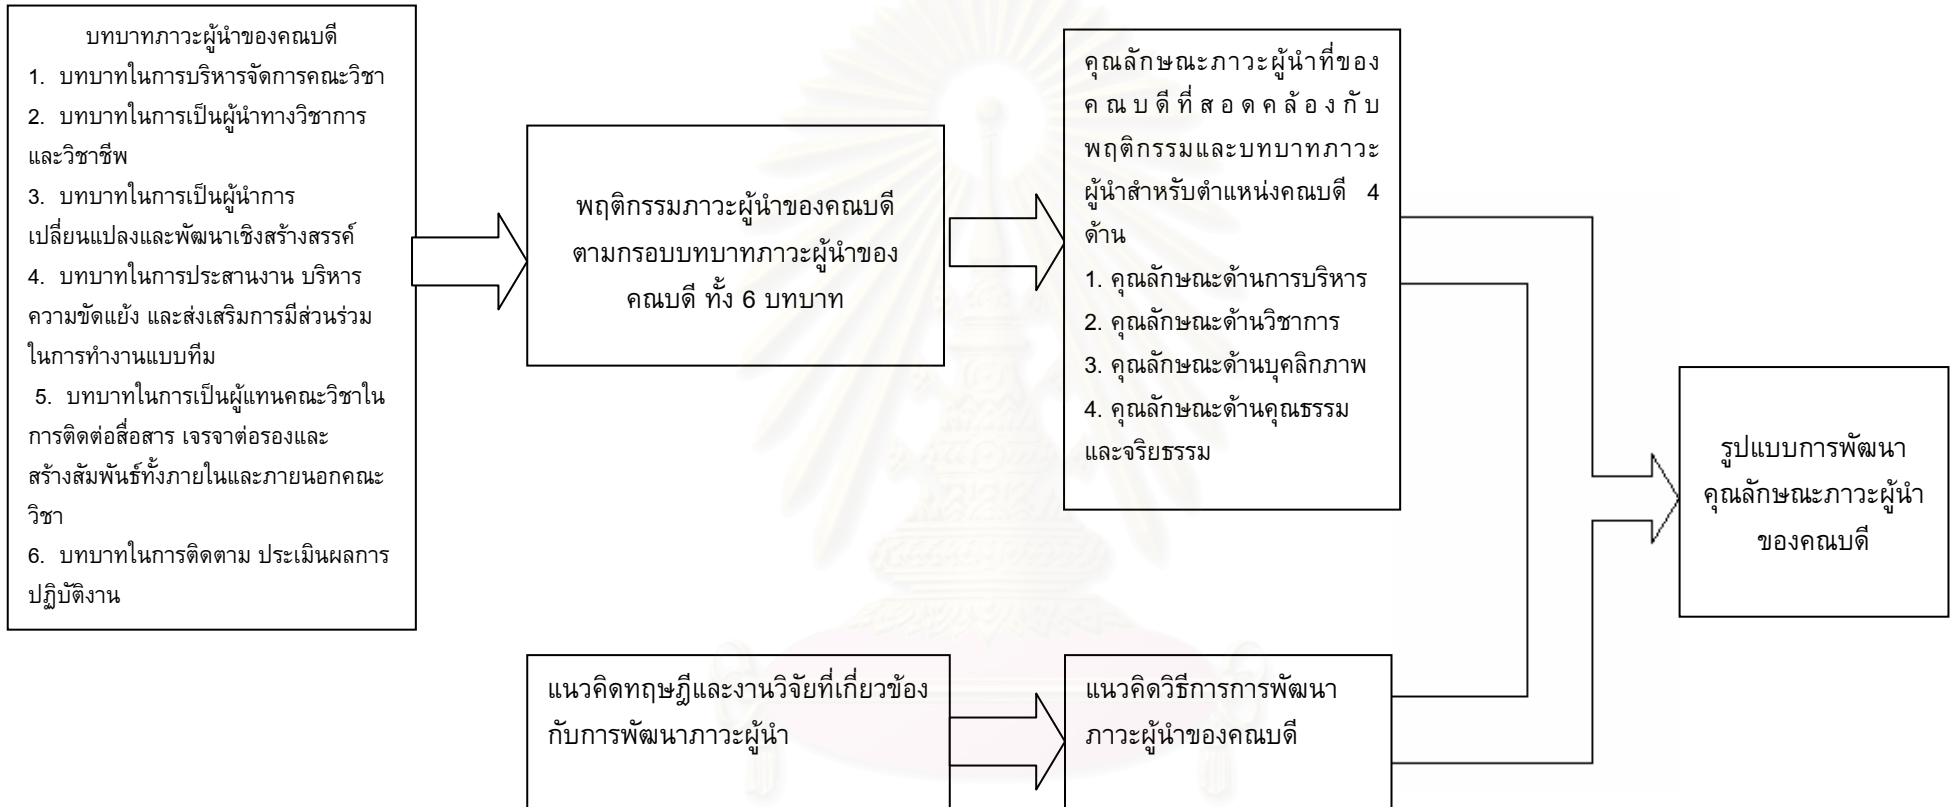 บทบาทภาวะผู้นำของคณบดี
1. บทบาทในการบริหารจัดการคณะวิชา
2. บทบาทในการเป็นผู้นำทางวิชาการ
และวิชาชีพ
3. บทบาทในการเป็นผู้นำการ
เปลี่ยนแปลงและพัฒนาเชิงสร้างสรรค์
4. บทบาทในการประสานงาน บริหาร
ความขัดแย้ง และส่งเสริมการมีส่วนร่วม
ในการทำงานแบบทีม
5. บทบาทในการเป็นผู้แทนคณะวิชาใน
การติดต่อสื่อสาร เจรจาต่อรองและ
สร้างสัมพันธ์ทั้งภายในและภายนอกคณะ
วิชา
6. บทบาทในการติดตาม ประเมินผลการ
ปฏิบัติงาน
พฤติกรรมภาวะผู้นำของคณบดี
ตามกรอบบทบาทภาวะผู้นำของ
คณบดี ทั้ง 6 บทบาท
คุณลักษณะภาวะผู้นำที่ของ
คณบดีที่สอดคล้องกับ
พฤติกรรมและบทบาทภาวะ
ผู้นำสำหรับตำแหน่งคณบดี 4
ด้าน
1. คุณลักษณะด้านการบริหาร
2. คุณลักษณะด้านวิชาการ
3. คุณลักษณะด้านบุคลิกภาพ
4. คุณลักษณะด้านคุณธรรม
และจริยธรรม
แนวคิดทฤษฎีและงานวิจัยที่เกี่ยวข้อง
กับการพัฒนาภาวะผู้นำ
แนวคิดวิธีการการพัฒนา
ภาวะผู้นำของคณบดี
รูปแบบการพัฒนา
คุณลักษณะภาวะผู้นำ
ของคณบดี